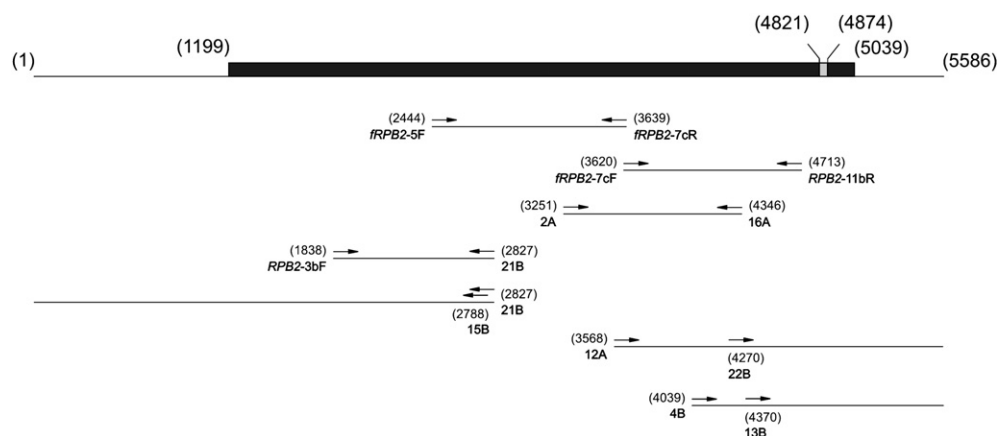 (4821) (4874)
(1199) (5039)
(1) (5586)
(2444) (3639)
fRPB2-5F fRPB2-7cR
(3620) (4713)
fRPB2-7cF RPB2-11bR
(3251) (4346)
2A 16A
(1838) (2827)
RPB2-3bF 21B
(2827)
(2788) 21B
15B
(3568)
12A (4270)
22B
(4039)
4B (4370)
13B